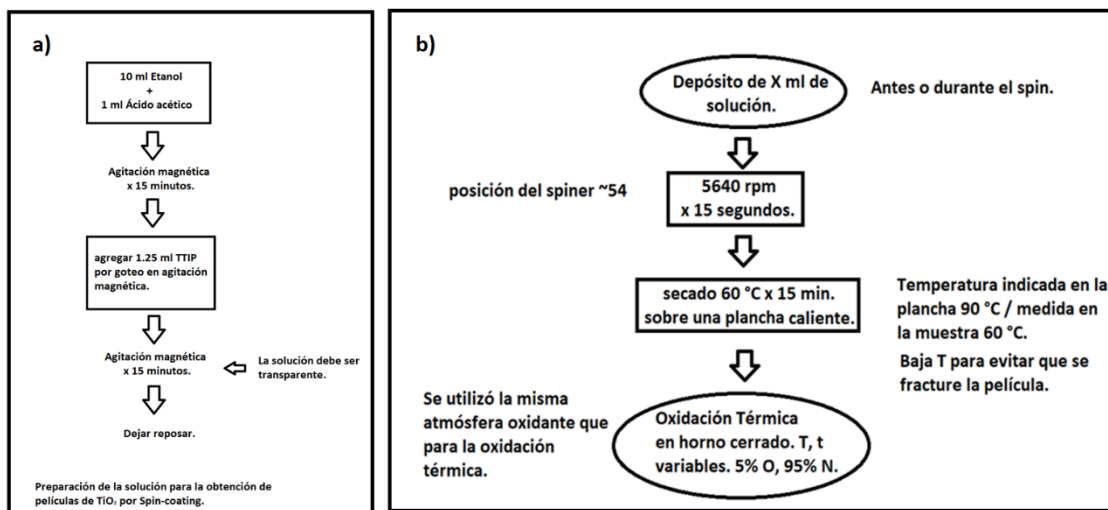 a)
10 ml Etanol
+
1 ml Ácido acético
Agitación magnética
x 15 minutos.
agregar 1.25 ml TTIP
por goteo en agitación
magnética.
Agitación magnética
x 15 minutos.
La solución debe ser
transparente.
Dejar reposar.
Preparación de la solución para la obtención de
películas de TiO₂ por Spin-coating.
b)
Depósito de X ml de
solución.
Antes o durante el spin.
posición del spiner ~54
5640 rpm
x 15 segundos.
secado 60 °C x 15 min.
sobre una plancha caliente.
Temperatura indicada en la
plancha 90 °C / medida en
la muestra 60 °C.
Baja T para evitar que se
fracture la película.
Se utilizó la misma
atmósfera oxidante que
para la oxidación
térmica.
Oxidación Térmica
en horno cerrado. T, t
variables. 5% O, 95% N.